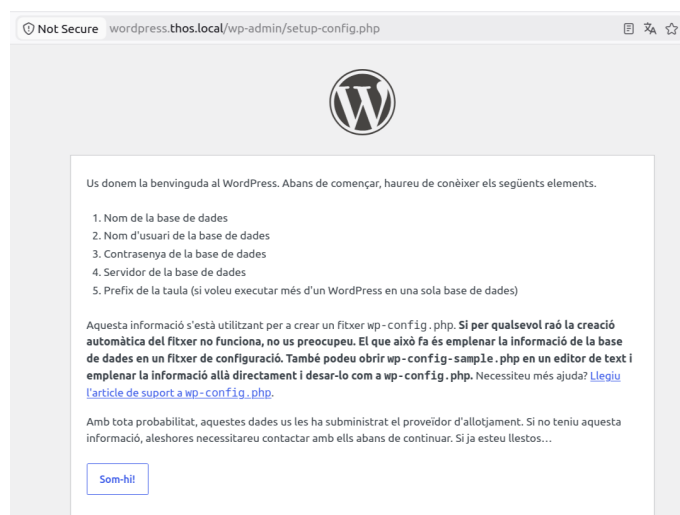 Not Secure wordpress.thos.local/wp-admin/setup-config.php
Us donem la benvinguda al WordPress. Abans de començar, haureu de conèixer els següents elements.
1. Nom de la base de dades
2. Nom d'usuari de la base de dades
3. Contrasenya de la base de dades
4. Servidor de la base de dades
5. Prefix de la taula (si voleu executar més d'un WordPress en una sola base de dades)
Aquesta informació s'està utilitzant per a crear un fitxer wp-config.php. Si per qualsevol raó la creació
automàtica del fitxer no funciona, no us preocupeu. El que això fa és emplenar la informació de la base
de dades en un fitxer de configuració. També podeu obrir wp-config-sample.php en un editor de text i
emplenar la informació allà directament i desar-lo com a wp-config.php. Necessiteu més ajuda? Llegiu
l'article de suport a wp-config.php.
Amb tota probabilitat, aquestes dades us les ha subministrat el proveïdor d'allotjament. Si no teniu aquesta
informació, aleshores necessitareu contactar amb ells abans de continuar. Si ja esteu llestos…
Som-hi!